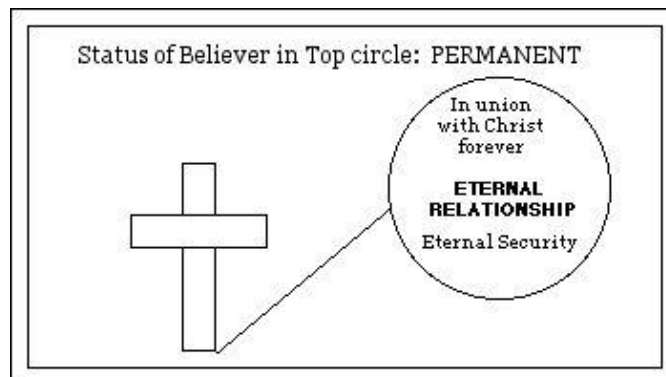 Status of Believer in Top circle: PERMANENT
In union
with Christ
forever
ETERNAL
RELATIONSHIP
Eternal Security